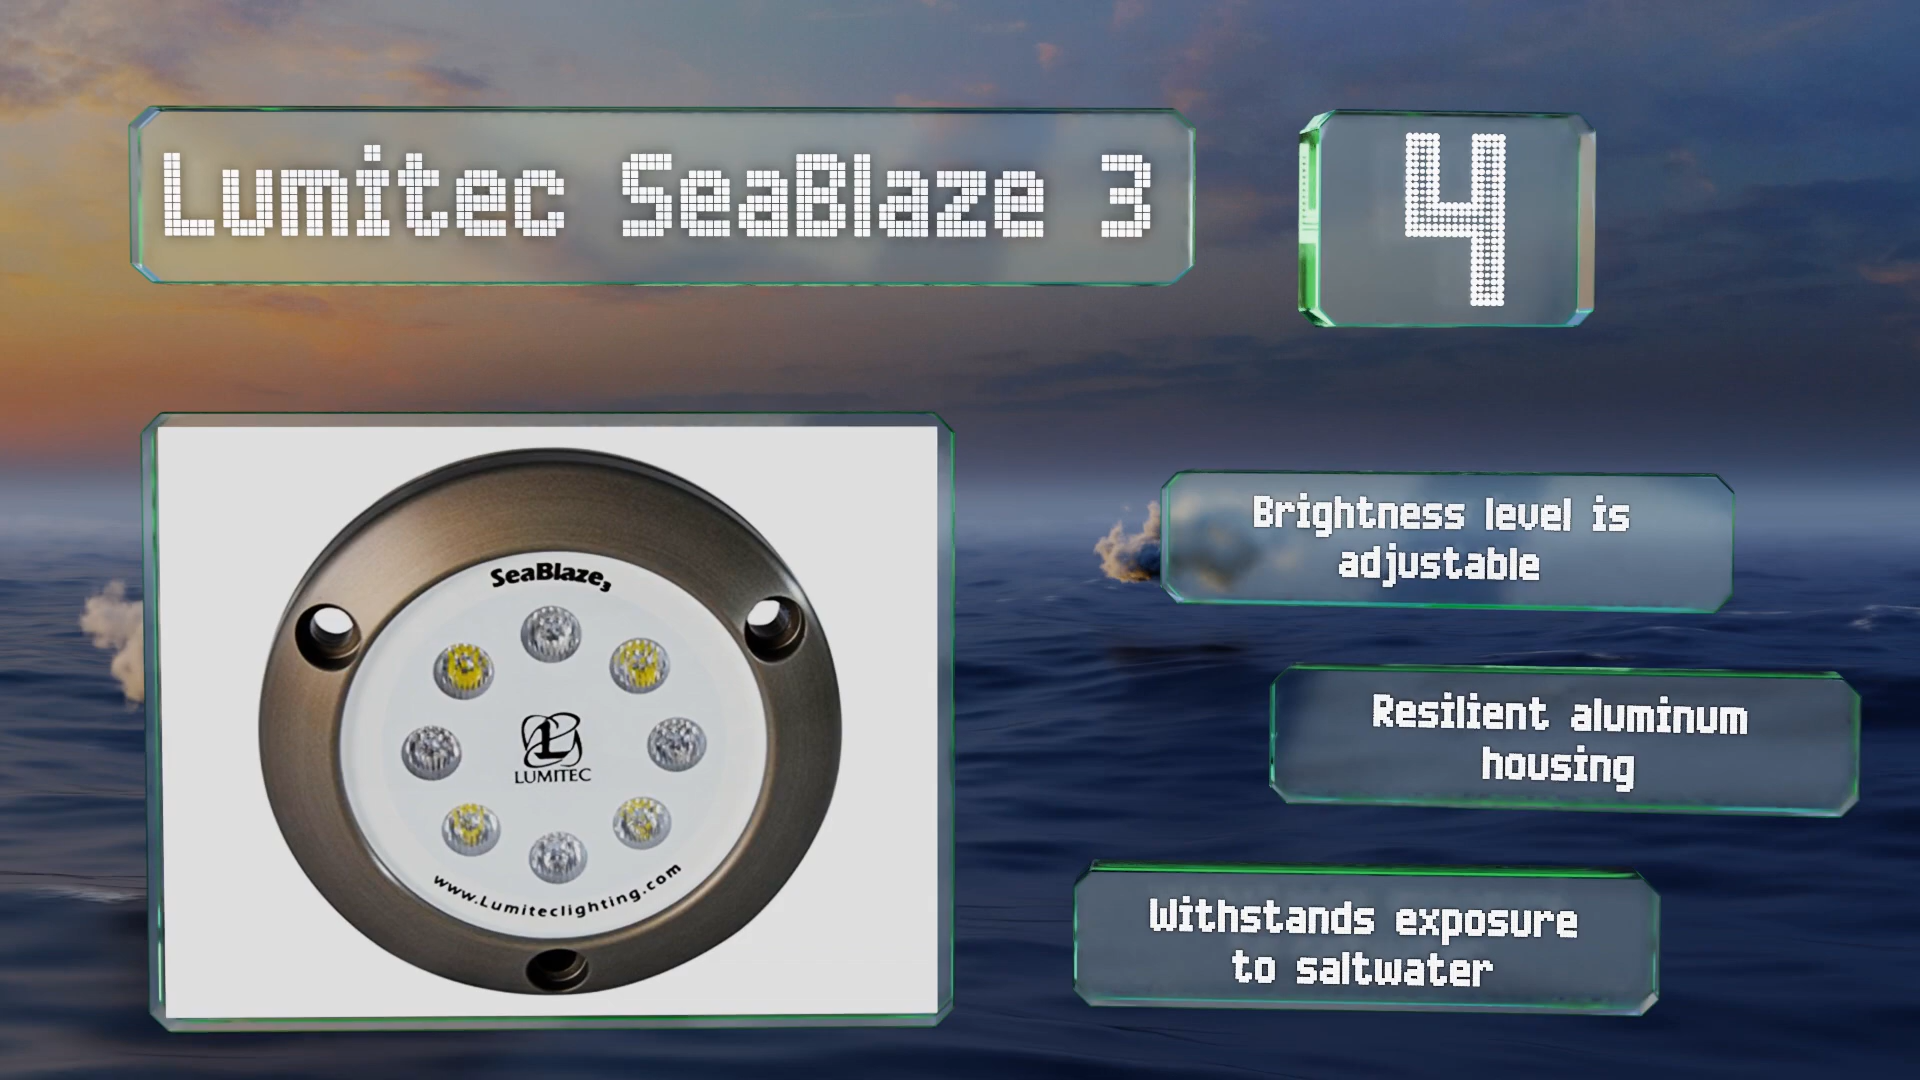 Lumitec SeaBlaze 3
4
SeaBlaze3
LUMITEC
www.Lumiteclighting.com
Brightness level is
adjustable
Resilient aluminum
housing
Withstands exposure
to saltwater